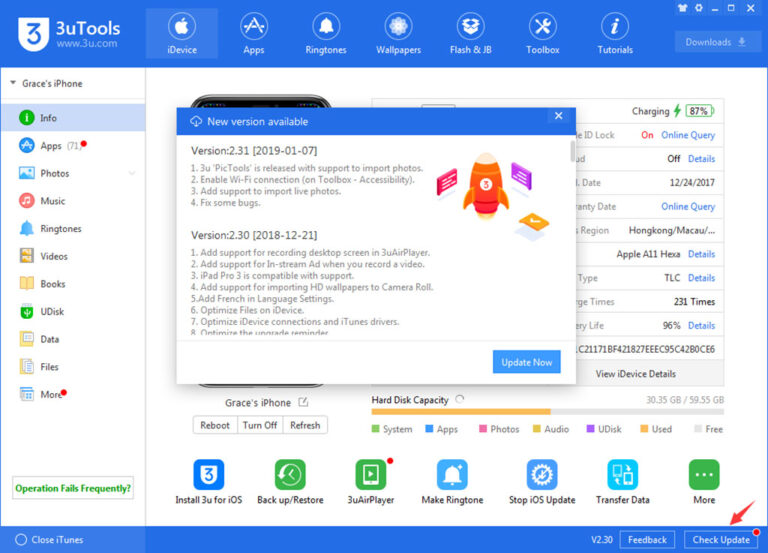 3uTools
www.3u.com
iDevice
Apps
Ringtones
Wallpapers
Flash & JB
Toolbox
Tutorials
Downloads
Grace's iPhone
Info
Apps (71)
Photos
Music
Ringtones
Videos
Books
UDisk
Data
Files
More
Operation Fails Frequently?
New version available
Version:2.31 [2019-01-07]
1. 3u 'PicTools' is released with support to import photos.
2. Enable Wi-Fi connection (on Toolbox - Accessibility).
3. Add support to import live photos.
4. Fix some bugs.
Version:2.30 [2018-12-21]
1. Add support for recording desktop screen in 3uAirPlayer.
2. Add support for In-stream Ad when you record a video.
3. iPad Pro 3 is compatible with support.
4. Add support for importing HD wallpapers to Camera Roll.
5.Add French in Language Settings.
6. Optimize Files on iDevice.
7. Optimize iDevice connections and iTunes drivers.
8. Optimize the upgrade reminder.
Update Now
Charging 87%
ID Lock On Online Query
Off Details
Date 12/24/2017
Date Online Query
Region Hongkong/Macau/...
Apple A11 Hexa Details
Type TLC Details
Times 231 Times
Life 96% Details
View iDevice Details
Grace's iPhone
Reboot Turn Off Refresh
Hard Disk Capacity 30.35 GB / 59.55 GB
System Apps Photos Audio UDisk Used Free
Install 3u for iOS
Back up/Restore
3uAirPlayer
Make Ringtone
Stop iOS Update
Transfer Data
More
Close iTunes
V2.30
Feedback
Check Update